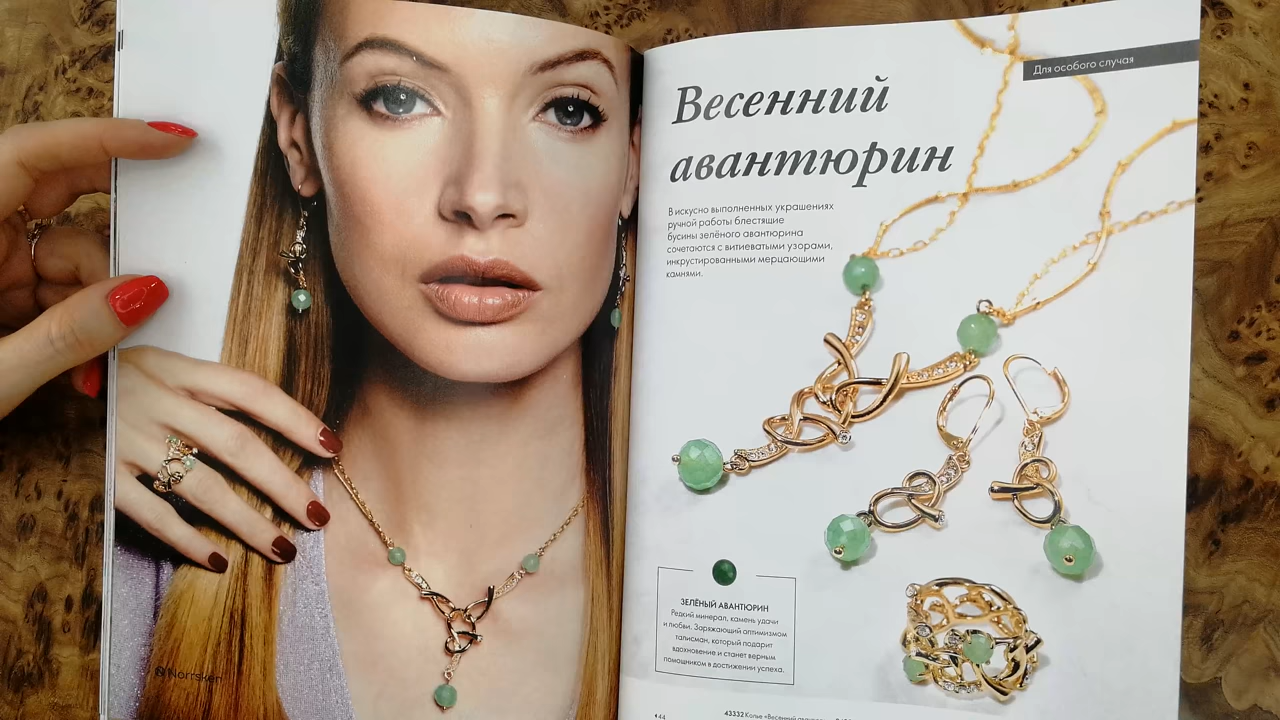 Для особого случая
Весенний
авантюрин
В искусно выполненных украшениях
ручной работы блестящие
бусины зелёного авантюрина
сочетаются с витиеватыми узорами,
инкрустированными мерцающими
камнями.
ЗЕЛЁНЫЙ АВАНТЮРИН
Редкий минерал, камень удачи
и любви. Заряжающий оптимизмом
талисман, который подарит
вдохновение и станет верным
помощником в достижении успеха.
Norrsken
44
43332 Колье «Весенний